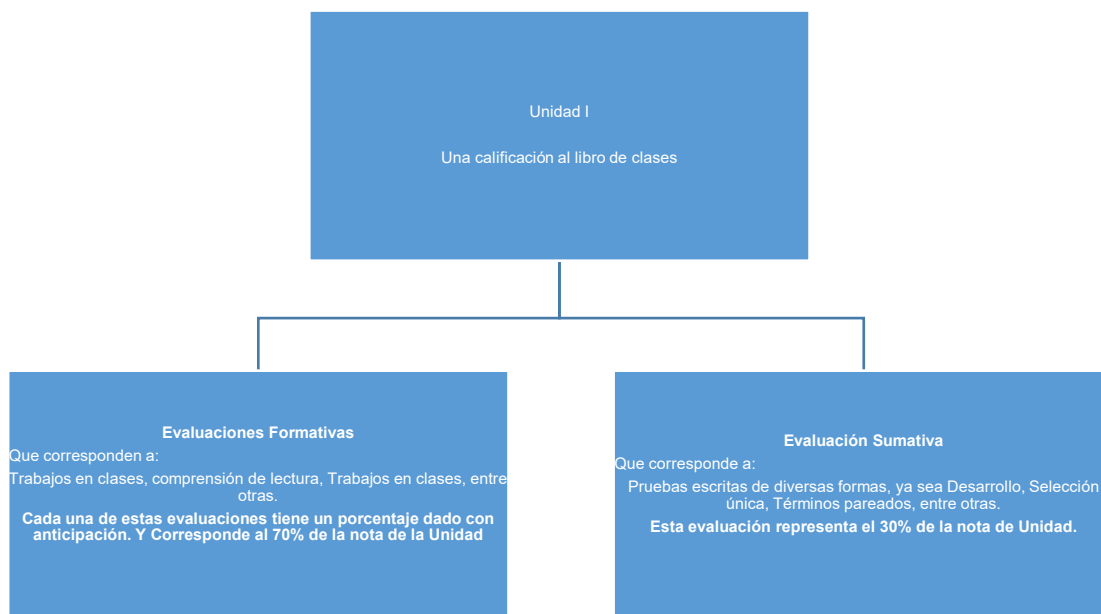 Unidad I
Una calificación al libro de clases
Evaluaciones Formativas
Que corresponden a:
Trabajos en clases, comprensión de lectura, Trabajos en clases, entre
otras.
Cada una de estas evaluaciones tiene un porcentaje dado con
anticipación. Y Corresponde al 70% de la nota de la Unidad
Evaluación Sumativa
Que corresponde a:
Pruebas escritas de diversas formas, ya sea Desarrollo, Selección
única, Términos pareados, entre otras.
Esta evaluación representa el 30% de la nota de Unidad.